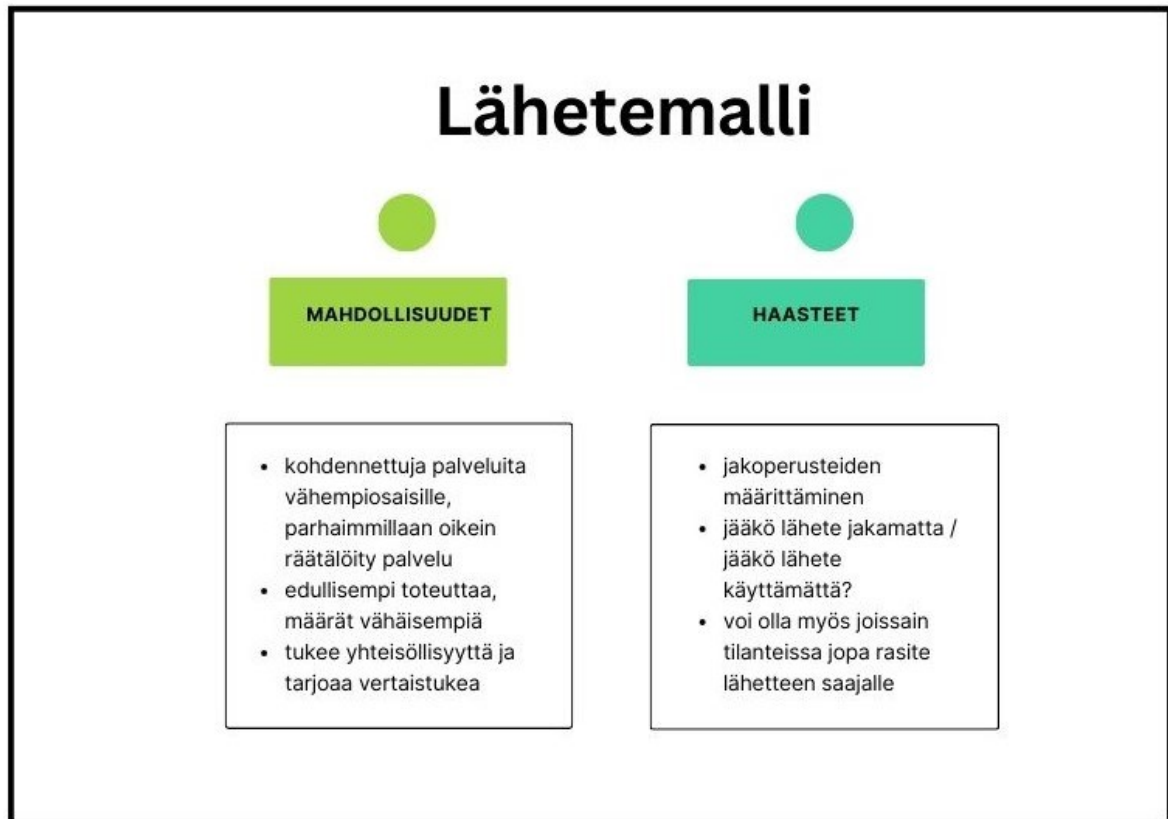 Lähetemalli
MAHDOLLISUUDET
• kohdennettuja palveluita
vähempiosaisille,
parhaimmillaan oikein
räätälöity palvelu
• edullisempi toteuttaa,
määrät vähäisempiä
• tukee yhteisöllisyyttä ja
tarjoaa vertaistukea
HAASTEET
• jakoperusteiden
määrittäminen
• jääkö lähete jakamatta /
jääkö lähete
käyttämättä?
• voi olla myös joissain
tilanteissa jopa rasite
lähetteen saajalle